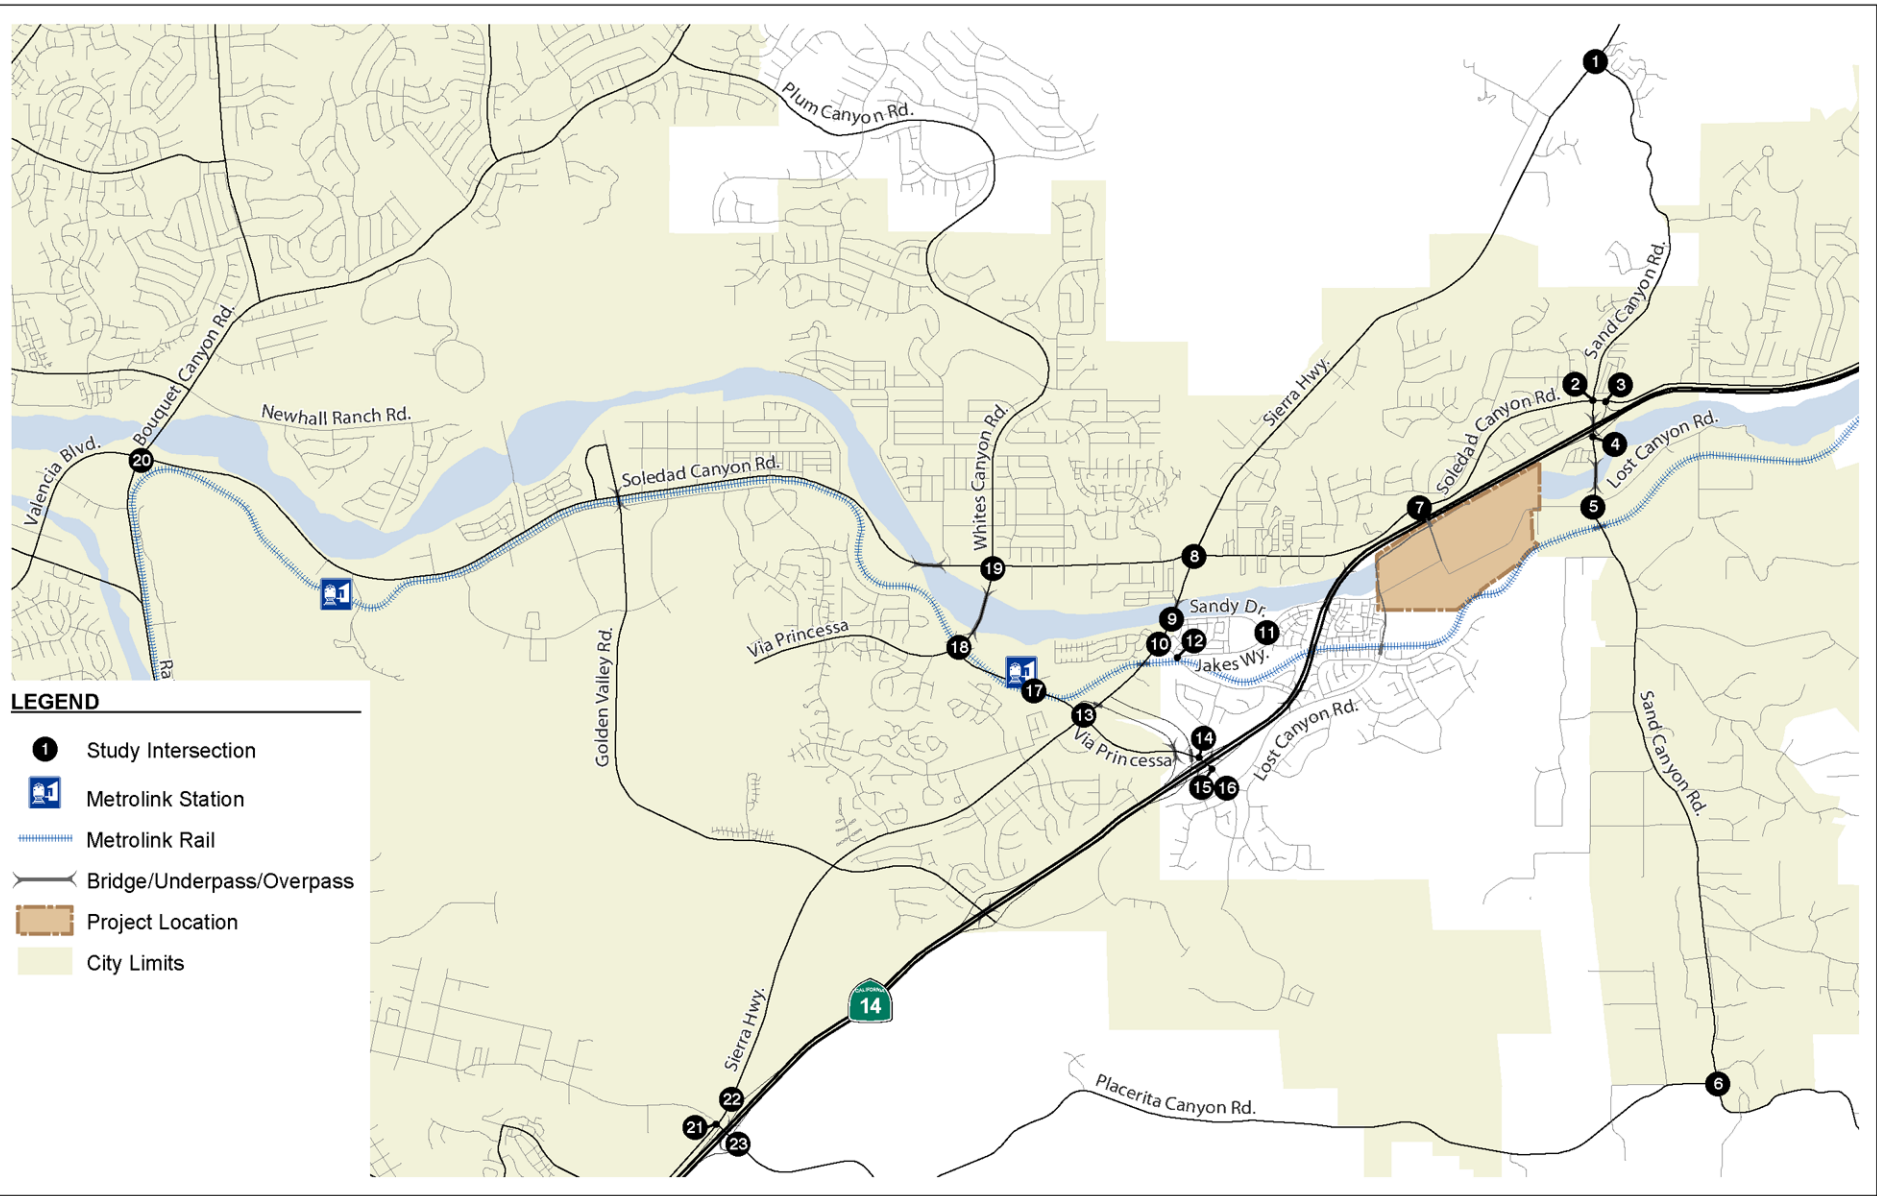 1
Plum Canyon Rd.
Sand Canyon Rd.
Bouquet Canyon Rd.
Sierra Hwy.
2
3
Soledad Canyon Rd.
Newhall Ranch Rd.
Whites Canyon Rd.
4
Lost Canyon Rd.
Valencia Blvd.
20
Soledad Canyon Rd.
7
5
8
19
Sandy Dr.
9
11
10
12
Via Princessa
18
Jakes Wy.
Ra
17
Golden Valley Rd.
13
Via Princessa
14
Lost Canyon Rd.
Sand Canyon Rd.
15
16
LEGEND
1 Study Intersection
Metrolink Station
Metrolink Rail
Bridge/Underpass/Overpass
Project Location
City Limits
CALIFORNIA
14
Sierra Hwy.
6
Placerita Canyon Rd.
22
21
23